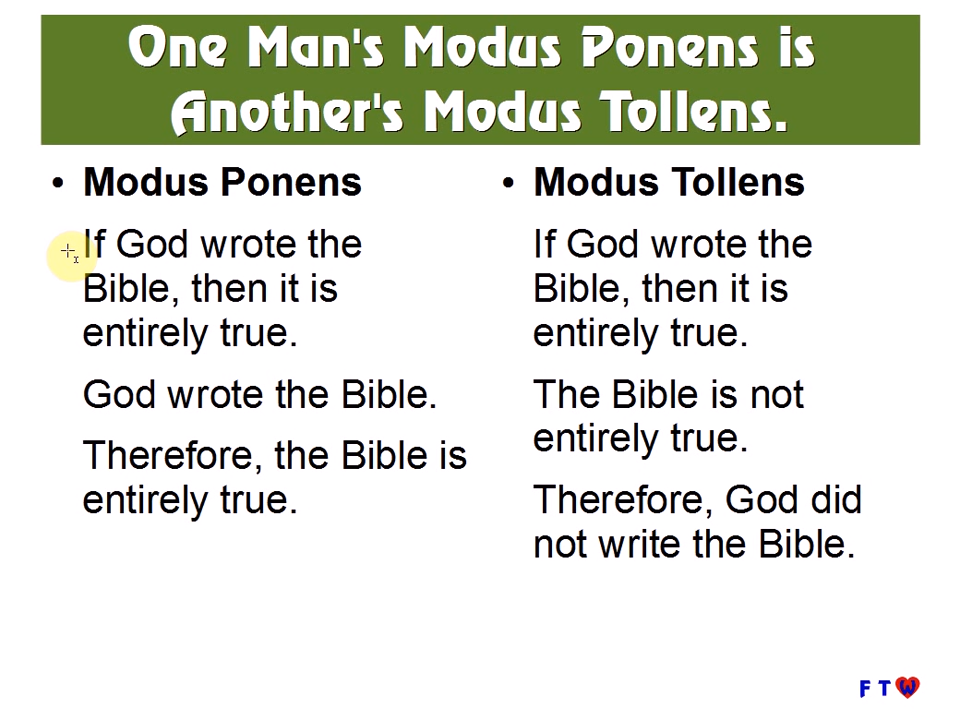 One Man's Modus Ponens is
Another's Modus Tollens.
• Modus Ponens
If God wrote the
Bible, then it is
entirely true.
God wrote the Bible.
Therefore, the Bible is
entirely true.
• Modus Tollens
If God wrote the
Bible, then it is
entirely true.
The Bible is not
entirely true.
Therefore, God did
not write the Bible.
F T W